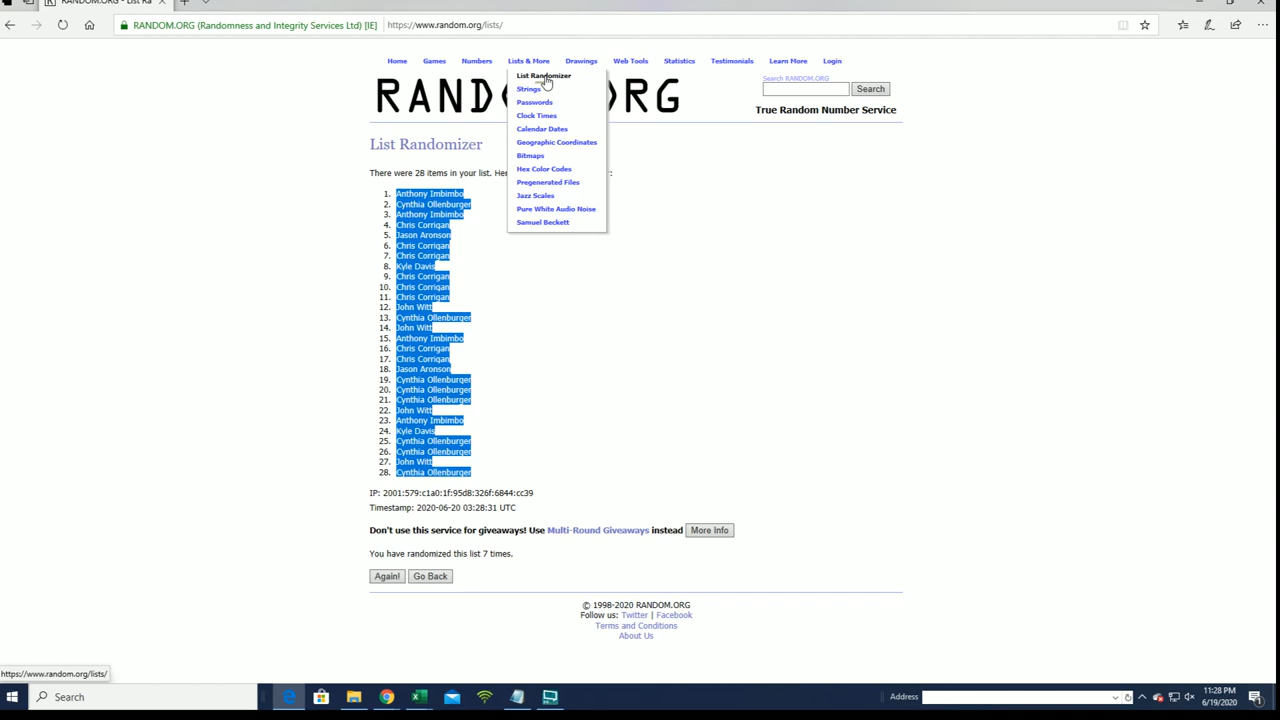 RANDOM.ORG - List Ra
RANDOM.ORG (Randomness and Integrity Services Ltd) [IE]
https://www.random.org/lists/
Home Games Numbers Lists & More Drawings Web Tools Statistics Testimonials Learn More Login
List Randomizer
Strings
Passwords
Clock Times
Calendar Dates
Geographic Coordinates
Bitmaps
Hex Color Codes
Pregenerated Files
Jazz Scales
Pure White Audio Noise
Samuel Beckett
Search RANDOM.ORG
Search
True Random Number Service
List Randomizer
There were 28 items in your list. Her
1. Anthony Imbimbo
2. Cynthia Ollenburger
3. Anthony Imbimbo
4. Chris Corrigan
5. Jason Aronson
6. Chris Corrigan
7. Chris Corrigan
8. Kyle Davis
9. Chris Corrigan
10. Chris Corrigan
11. Chris Corrigan
12. John Witt
13. Cynthia Ollenburger
14. John Witt
15. Anthony Imbimbo
16. Chris Corrigan
17. Chris Corrigan
18. Jason Aronson
19. Cynthia Ollenburger
20. Cynthia Ollenburger
21. Cynthia Ollenburger
22. John Witt
23. Anthony Imbimbo
24. Kyle Davis
25. Cynthia Ollenburger
26. Cynthia Ollenburger
27. John Witt
28. Cynthia Ollenburger
IP: 2001:579:c1a0:1f:95d8:326f:6844:cc39
Timestamp: 2020-06-20 03:28:31 UTC
Don't use this service for giveaways! Use Multi-Round Giveaways instead More Info
You have randomized this list 7 times.
Again! Go Back
© 1998-2020 RANDOM.ORG
Follow us: Twitter | Facebook
Terms and Conditions
About Us
https://www.random.org/lists/
Search
Address
11:28 PM
6/19/2020